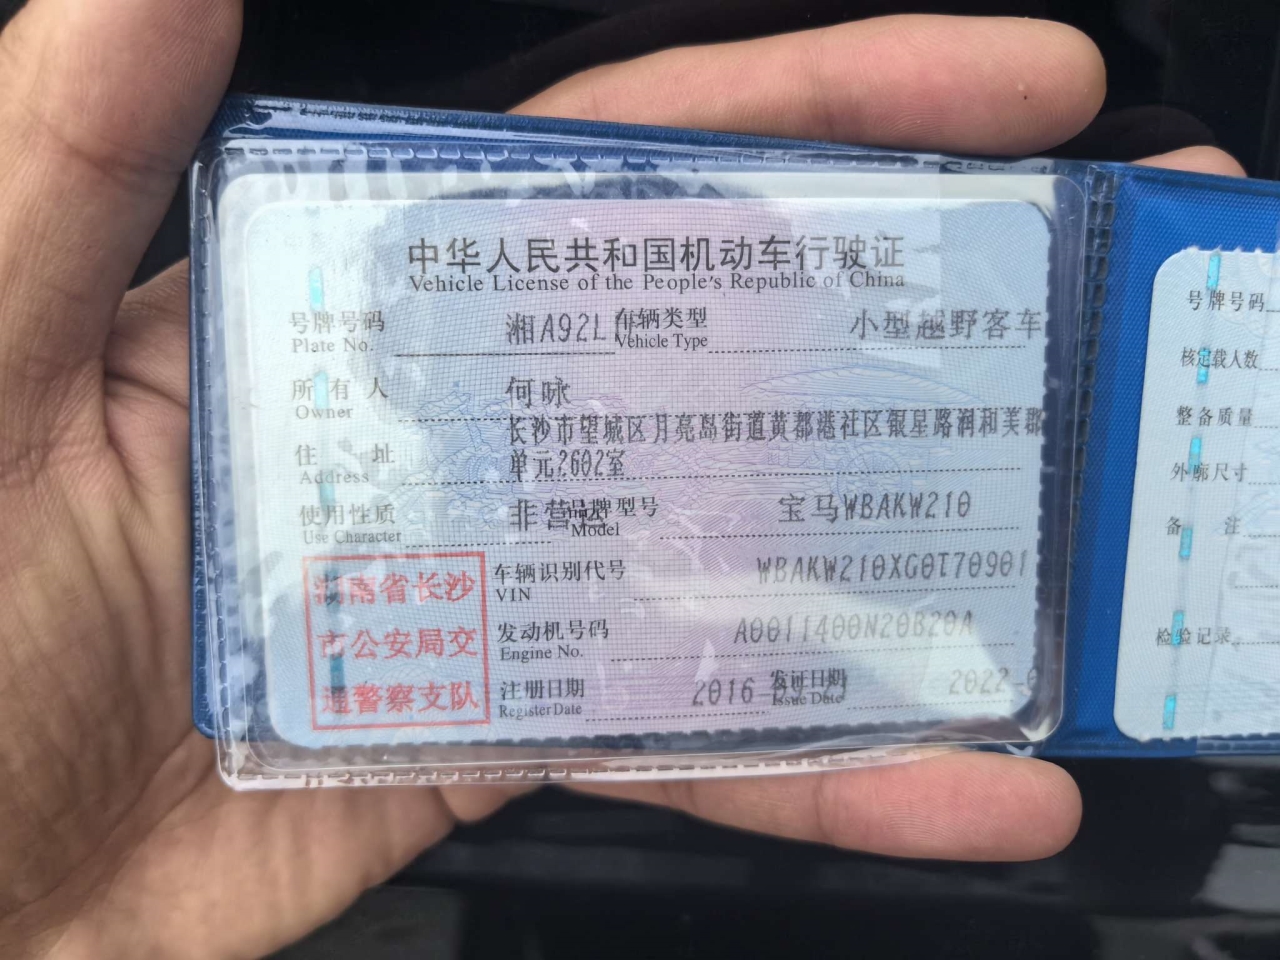 中华人民共和国机动车行驶证
Vehicle License of the People's Republic of China
号牌号码 湘A92L 车辆类型 小型越野客车
Plate No. Vehicle Type
所有人 何咏
Owner
住址 长沙市望城区月亮岛街道黄都港社区银星路润和美郡
Address 单元2602室
使用性质 非营运 品牌型号 宝马WBAKW210
Use Character Model
湖南省长沙
市公安局交
通警察支队
车辆识别代号 WBAKW210XG0T70901
VIN
发动机号码 A0011400N20B20A
Engine No.
注册日期 2016- 发证日期 2022-0
Register Date Issue Date
号牌号码
核定载人数
整备质量
外廓尺寸
备注
检验记录